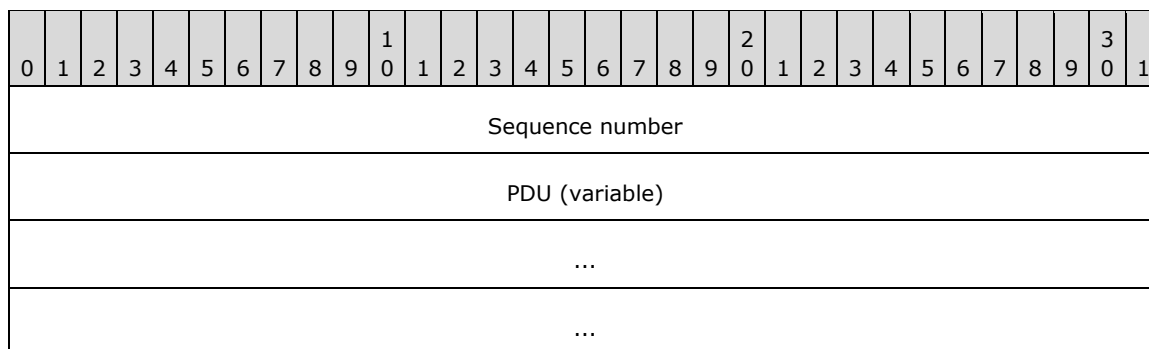 1 2 3
0 1 2 3 4 5 6 7 8 9 0 1 2 3 4 5 6 7 8 9 0 1 2 3 4 5 6 7 8 9 0 1
Sequence number
PDU (variable)
...
...